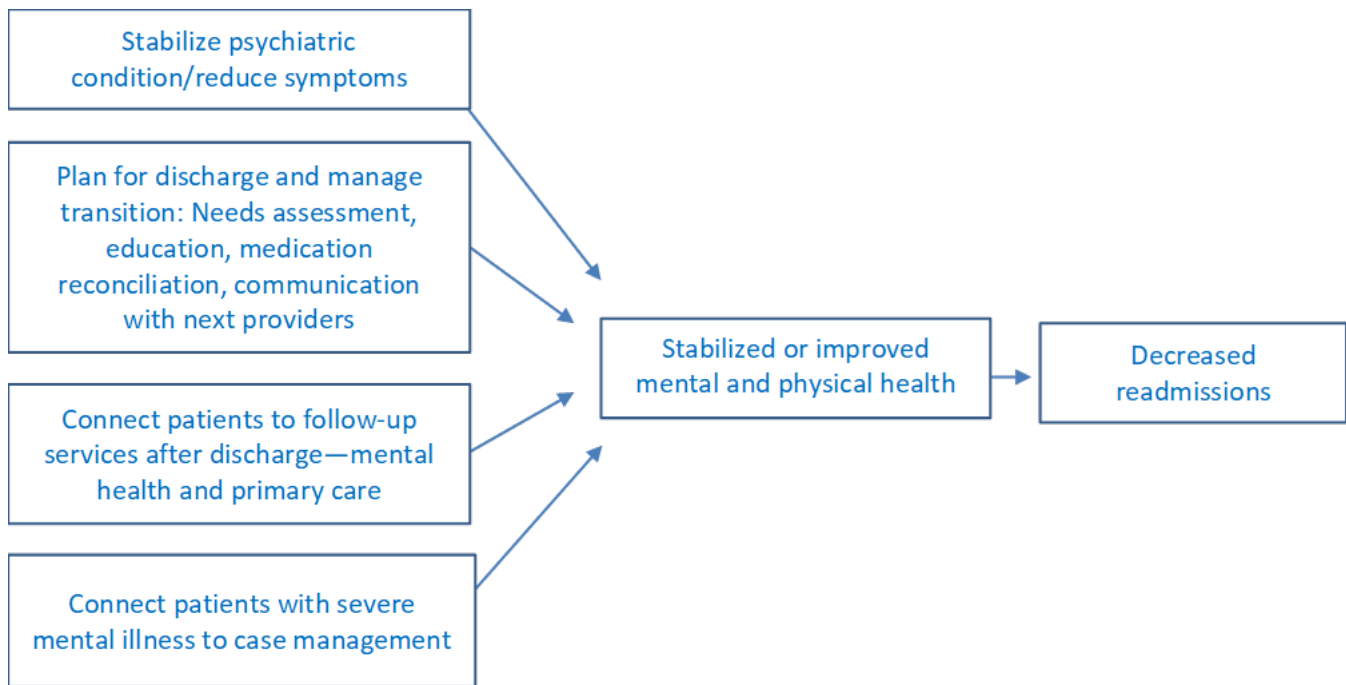 Stabilize psychiatric
condition/reduce symptoms
Plan for discharge and manage
transition: Needs assessment,
education, medication
reconciliation, communication
with next providers
Connect patients to follow-up
services after discharge—mental
health and primary care
Connect patients with severe
mental illness to case management
Stabilized or improved
mental and physical health
Decreased
readmissions